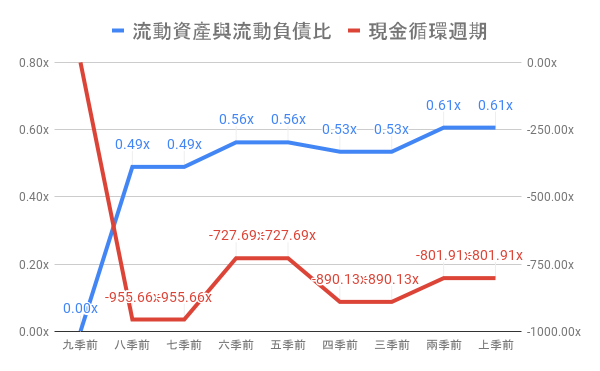 流動資產與流動負債比 現金循環週期
0.80x 0.00x
0.61x 0.61x
0.56x 0.56x
0.60x 0.53x 0.53x -250.00x
0.49x 0.49x
0.40x -500.00x
-727.69x -727.69x
-801.91x -801.91x
0.20x -750.00x
-890.13x -890.13x
-955.66x -955.66x
0.00x
0.00x -1000.00x
九季前 八季前 七季前 六季前 五季前 四季前 三季前 兩季前 上季前